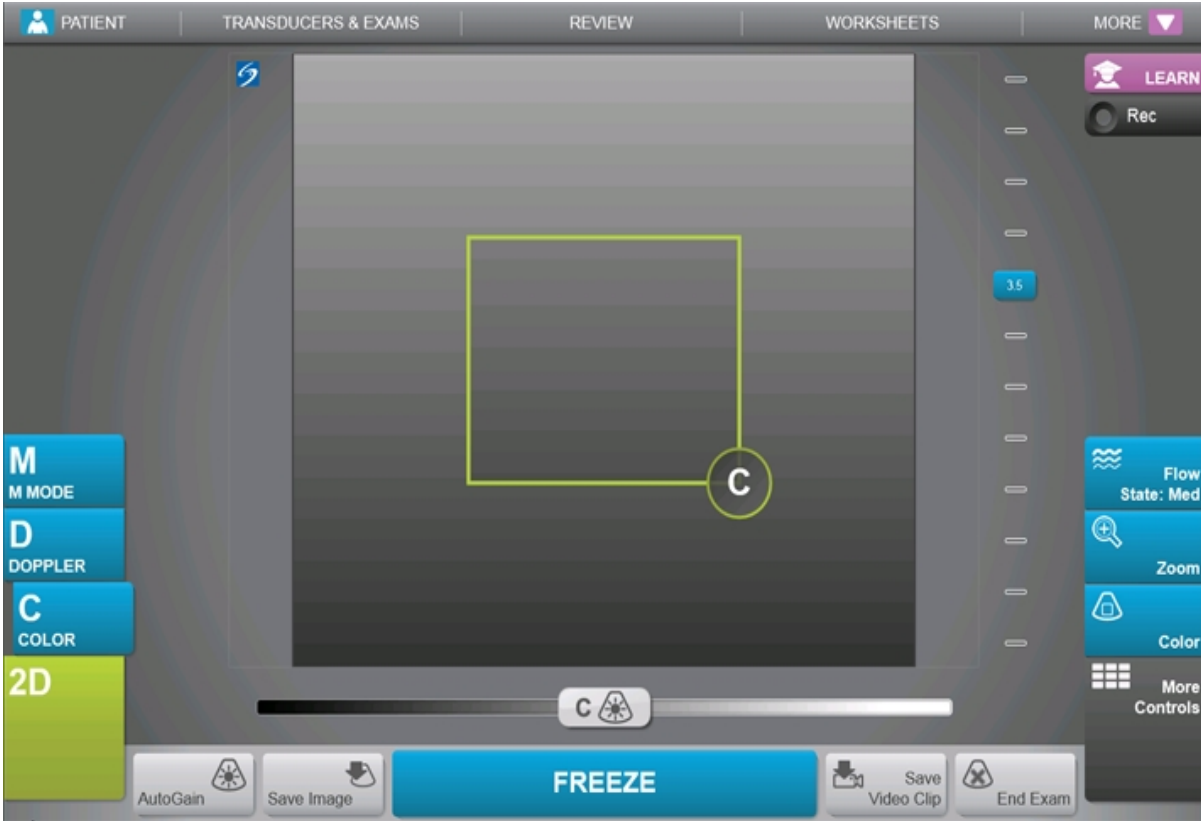 PATIENT
TRANSDUCERS & EXAMS
REVIEW
WORKSHEETS
MORE
LEARN
Rec
3.5
C
M
M MODE
D
DOPPLER
C
COLOR
2D
Flow
State: Med
Zoom
Color
More
Controls
C
AutoGain
Save Image
FREEZE
Save
Video Clip
End Exam